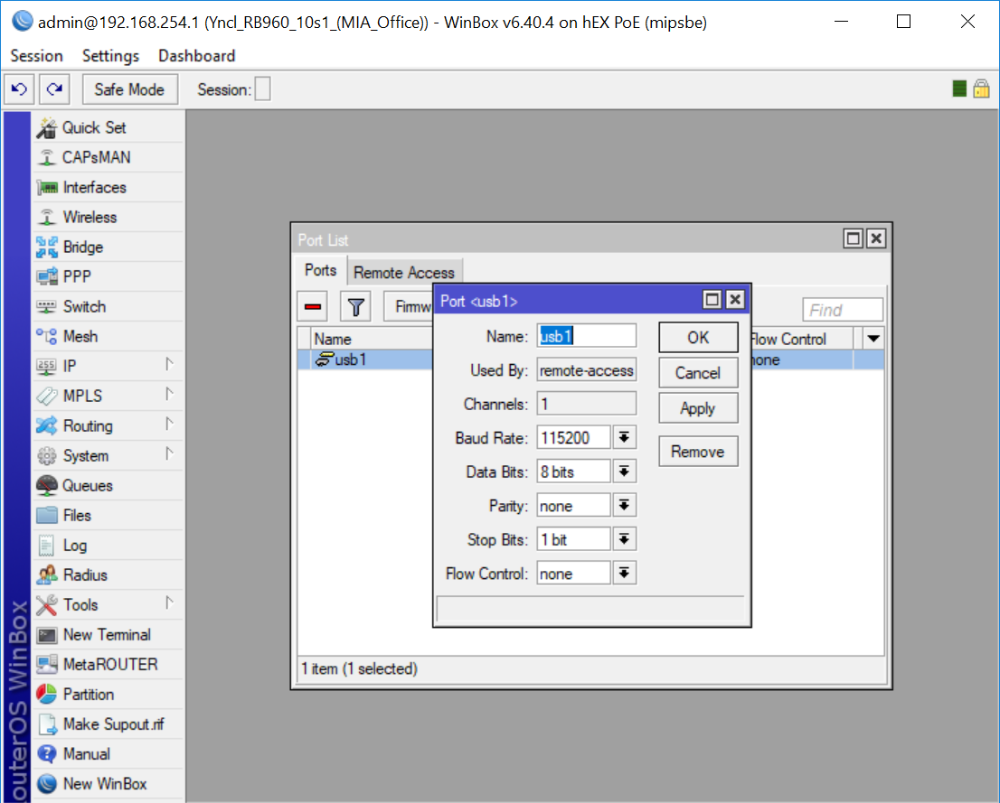 admin@192.168.254.1 (Yncl_RB960_10s1_(MIA_Office)) - WinBox v6.40.4 on hEX PoE (mipsbe)
Session Settings Dashboard
Safe Mode Session:
Quick Set
CAPsMAN
Interfaces
Wireless
Bridge
PPP
Switch
Mesh
255 IP
MPLS
Routing
System
Queues
Files
Log
Radius
Tools
New Terminal
MetaROUTER
Partition
Make Supout.rif
Manual
New WinBox
outerOS WinBox
Port List
Ports Remote Access
Firmw
Find
Name
Flow Control
usb1
none
1 item (1 selected)
Port <usb1>
Name: usb1
Used By: remote-access
Channels: 1
Baud Rate: 115200
Data Bits: 8 bits
Parity: none
Stop Bits: 1 bit
Flow Control: none
OK
Cancel
Apply
Remove